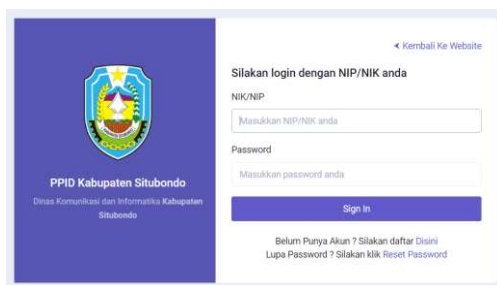 PPID Kabupaten Situbondo
Dinas Komunikasi dan Informatika Kabupaten
Situbondo
Kembali Ke Website
Silakan login dengan NIP/NIK anda
NIK/NIP
Masukkan NIP/NIK anda
Password
Masukkan password anda
Sign In
Belum Punya Akun ? Silakan daftar Disini
Lupa Password ? Silakan klik Reset Password